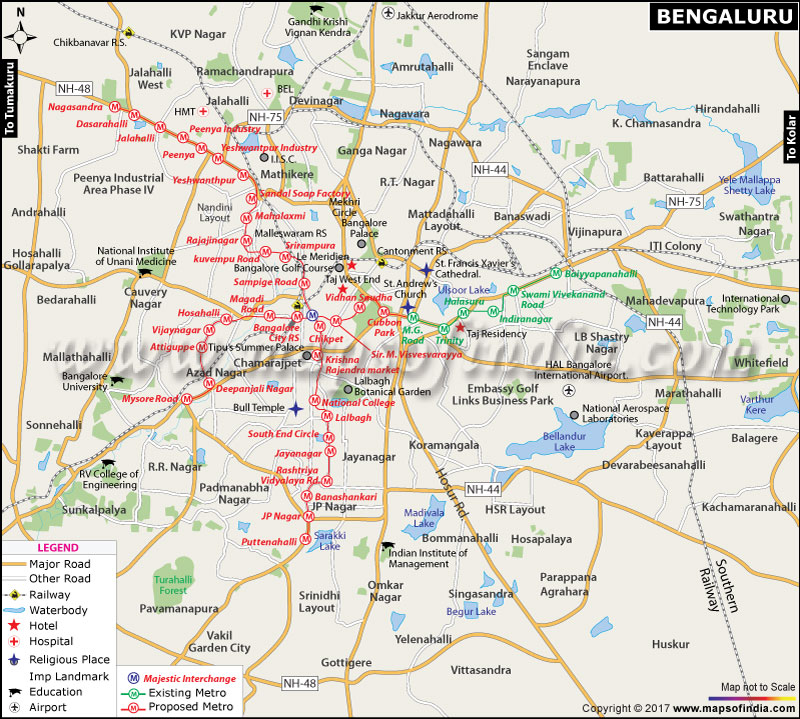 BENGALURU
N
Chikbanavar R.S.
KVP Nagar
Gandhi Krishi
Vignan Kendra
Jakkur Aerodrome
Sangam
Enclave
Narayanapura
Amrutahalli
Jalahalli
West
Ramachandrapura
BEL
Jalahalli
HMT
Devinagar
NH-48
NH-75
Nagavara
Hirandahalli
K. Channasandra
To Tumakuru
To Kolar
Nagasandra
Dasarahalli
Jalahalli
Peenya Industry
Peenya
Yeshwantpur Industry
Yeshwanthpur
I.I.S.C.
Mathikere
Ganga Nagar
Nagawara
NH-44
R.T. Nagar
Shakti Farm
Peenya Industrial
Area Phase IV
Battarahalli
Yele Mallappa
Shetty Lake
NH-75
Sandal Soap Factory
Nandini
Layout
Mahalaxmi
Mekhri
Circle
Bangalore
Palace
Mattadahalli
Layout
Banaswadi
Vijinapura
Swathantra
Nagar
ITI Colony
Andrahalli
Hosahalli
Gollarapalya
National Institute
of Unani Medicine
Rajajinagar
Malleswaram RS
Srirampura
kuvempu Road
Le Meridien
Bangalore Golf Course
Cantonment RS
St. Francis Xavier's
Cathedral.
Baiyyapanahalli
Cauvery
Nagar
Sampige Road
Taj West End
St. Andrew's
Church
Ulsoor Lake
Swami Vivekanand
Road
Mahadevapura
International
Technology Park
Bedarahalli
Magadi
Road
Vidhan Soudha
Halasuru
Indiranagar
Hosahalli
Vijaynagar
Attiguppe
Bangalore
City RS
Chikpet
Cubbon
Park
M.G.
Road
Trinity
Taj Residency
NH-44
LB Shastry
Nagar
Mallathahalli
Tipu's Summer Palace
Chamarajpet
Krishna
Rajendra market
Sir. M. Visvesvarayya
HAL Bangalore
International Airport.
Whitefield
Bangalore
University
Azad Nagar
Deepanjali Nagar
Mysore Road
Lalbagh
Botanical Garden
Embassy Golf
Links Business Park
Marathahalli
Varthur
Kere
Bull Temple
National College
Lalbagh
National Aerospace
Laboratories
Sonnehalli
South End Circle
Jayanagar
Jayanagar
Koramangala
Bellandur
Lake
Kaverappa
Layout
Balagere
Devarabeesanahalli
RV College of
Engineering
R.R. Nagar
Rashtriya
Vidyalaya Rd.
Hosur Rd
NH-44
Padmanabha
Nagar
Banashankari
JP Nagar
JP Nagar
HSR Layout
Kachamaranahalli
Sunkalpalya
Madivala
Lake
Puttenahalli
Sarakki
Lake
Bommanahalli
Hosapalaya
Indian Institute of
Management
Southern
Railway
Turahalli
Forest
Parappana
Agrahara
Omkar
Nagar
Srinidhi
Layout
Singasandra
Begur Lake
Pavamanapura
Vakil
Garden City
Yelenahalli
Huskur
Gottigere
Vittasandra
NH-48
LEGEND
Major Road
Other Road
Railway
Waterbody
Hotel
Hospital
Religious Place
Imp Landmark
Education
Airport
Majestic Interchange
Existing Metro
Proposed Metro
Map not to Scale
Copyright © 2017 www.mapsofindia.com